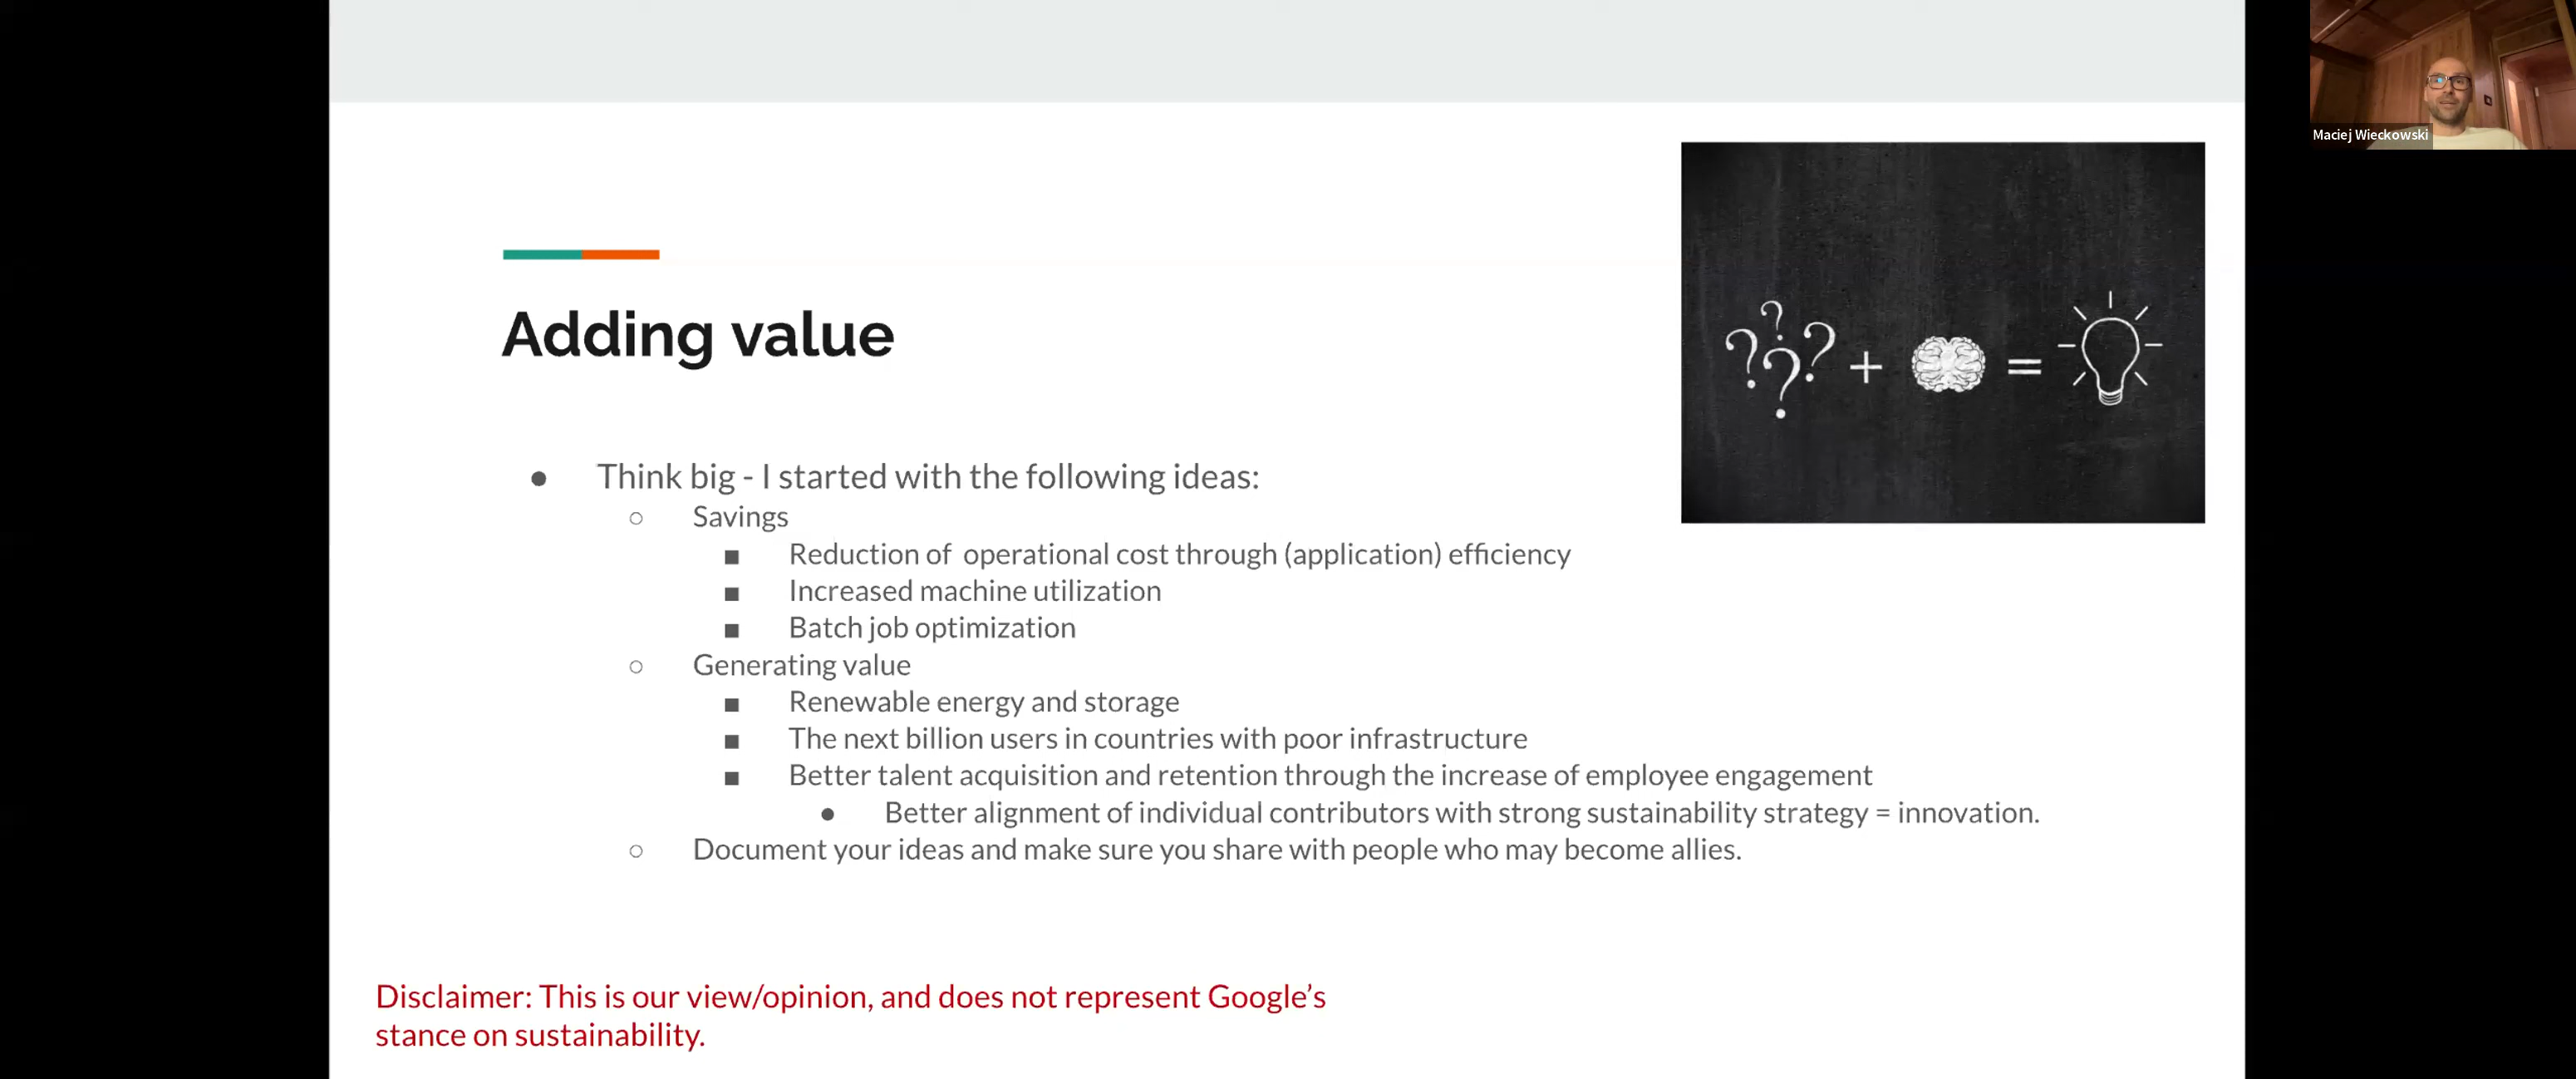 Maciej Wieckowski
Adding value
● Think big - I started with the following ideas:
○ Savings
■ Reduction of  operational cost through (application) efficiency
■ Increased machine utilization
■ Batch job optimization
○ Generating value
■ Renewable energy and storage
■ The next billion users in countries with poor infrastructure
■ Better talent acquisition and retention through the increase of employee engagement
● Better alignment of individual contributors with strong sustainability strategy = innovation.
○ Document your ideas and make sure you share with people who may become allies.
? ? ? ? + =
Disclaimer: This is our view/opinion, and does not represent Google’s
stance on sustainability.